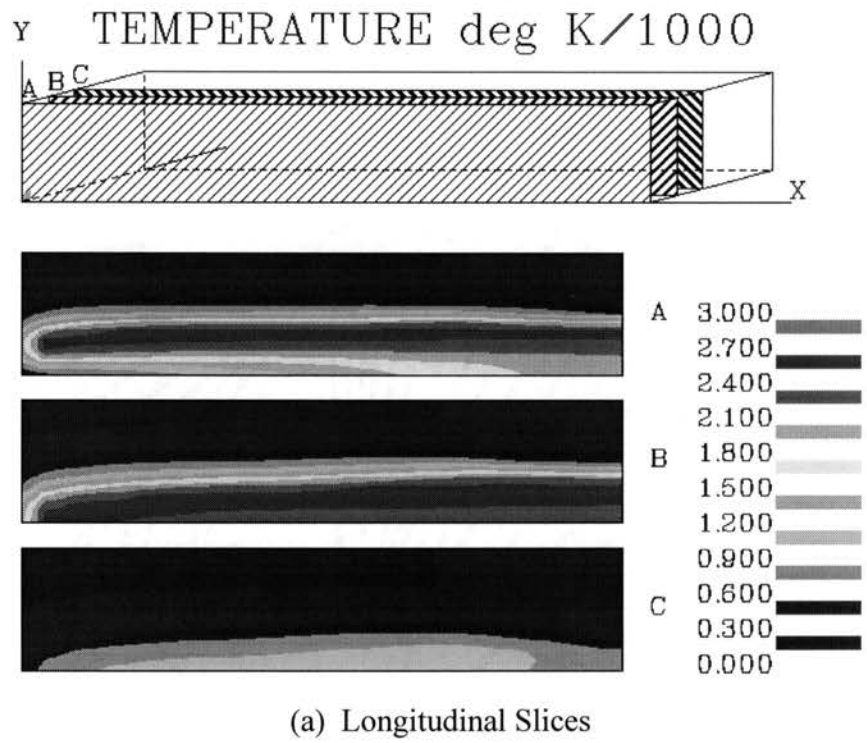 Y TEMPERATURE deg K/1000
A B C
X
A
B
C
3.000
2.700
2.400
2.100
1.800
1.500
1.200
0.900
0.600
0.300
0.000
(a) Longitudinal Slices